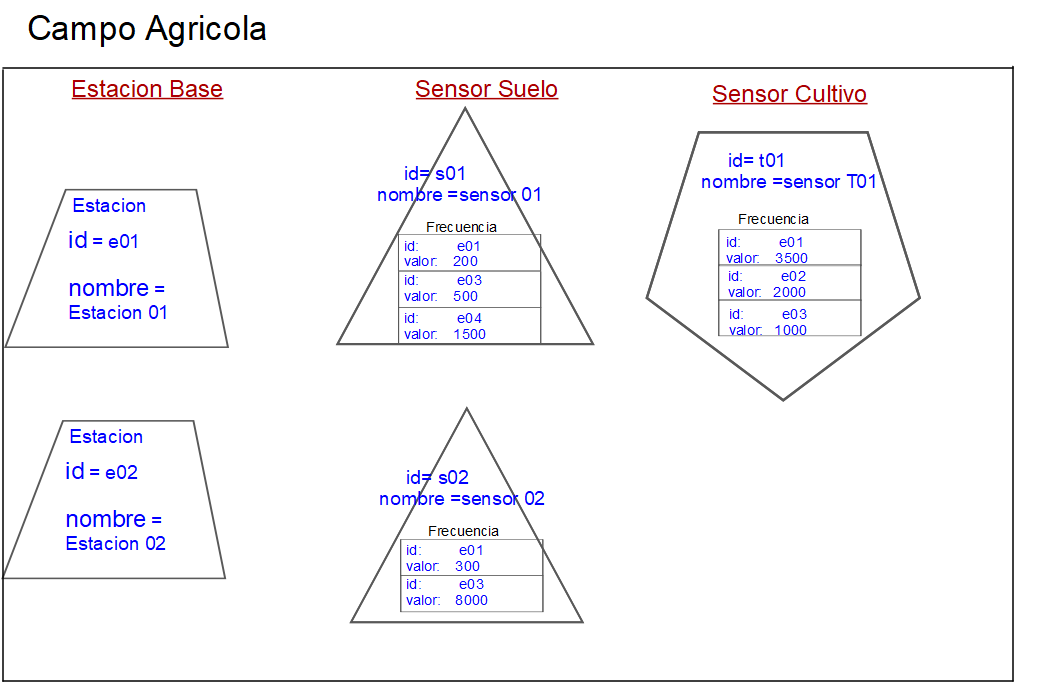 Campo Agricola
Estacion Base
Estacion
id = e01
nombre =
Estacion 01
Estacion
id = e02
nombre =
Estacion 02
Sensor Suelo
id= s01
nombre =sensor 01
Frecuencia
id: e01
valor: 200
id: e03
valor: 500
id: e04
valor: 1500
id= s02
nombre =sensor 02
Frecuencia
id: e01
valor: 300
id: e03
valor: 8000
Sensor Cultivo
id= t01
nombre =sensor T01
Frecuencia
id: e01
valor: 3500
id: e02
valor: 2000
id: e03
valor: 1000